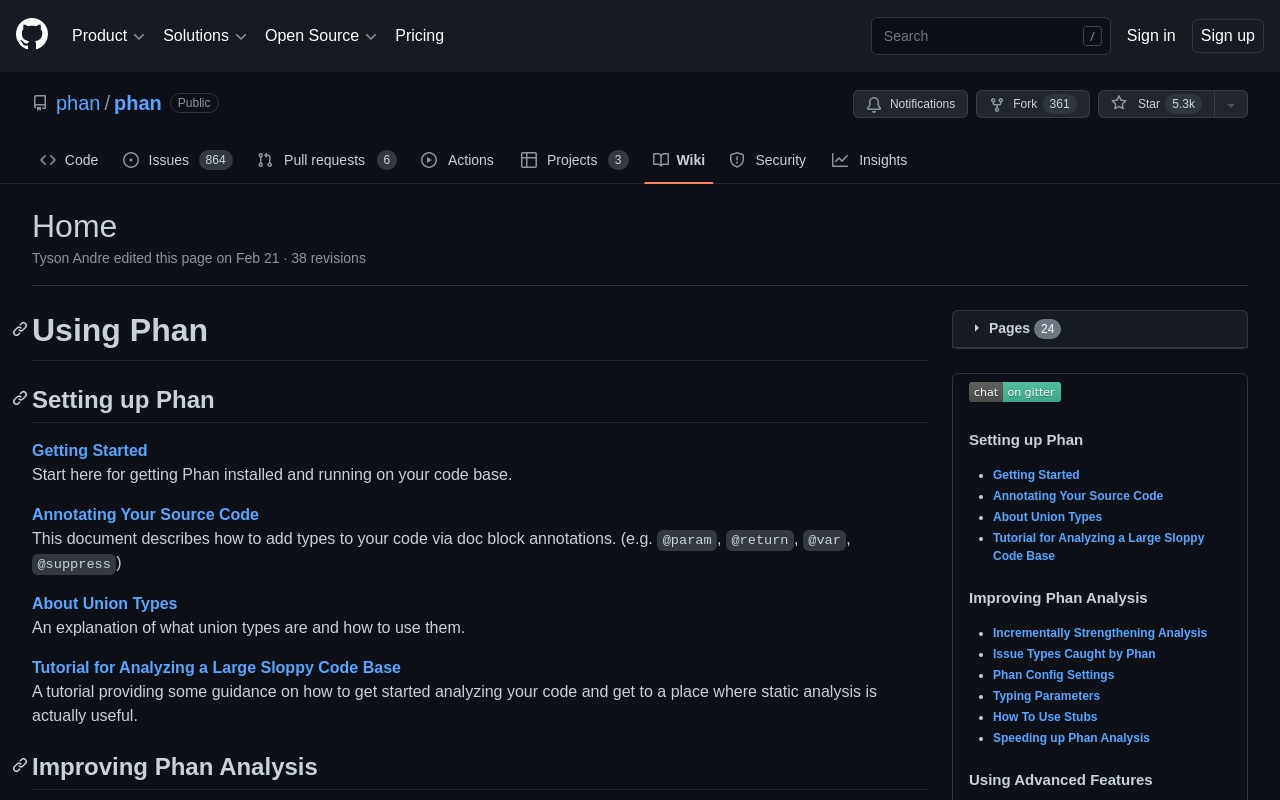 Product
Solutions
Open Source
Pricing
Search
/
Sign in
Sign up
phan / phan
Public
Notifications
Fork 361
Star 5.3k
Code
Issues 864
Pull requests 6
Actions
Projects 3
Wiki
Security
Insights
Home
Tyson Andre edited this page on Feb 21 · 38 revisions
Using Phan
Setting up Phan
Getting Started
Start here for getting Phan installed and running on your code base.
Annotating Your Source Code
This document describes how to add types to your code via doc block annotations. (e.g. @param, @return, @var,
@suppress)
About Union Types
An explanation of what union types are and how to use them.
Tutorial for Analyzing a Large Sloppy Code Base
A tutorial providing some guidance on how to get started analyzing your code and get to a place where static analysis is
actually useful.
Improving Phan Analysis
Pages 24
chat on gitter
Setting up Phan
Getting Started
Annotating Your Source Code
About Union Types
Tutorial for Analyzing a Large Sloppy
Code Base
Improving Phan Analysis
Incrementally Strengthening Analysis
Issue Types Caught by Phan
Phan Config Settings
Typing Parameters
How To Use Stubs
Speeding up Phan Analysis
Using Advanced Features